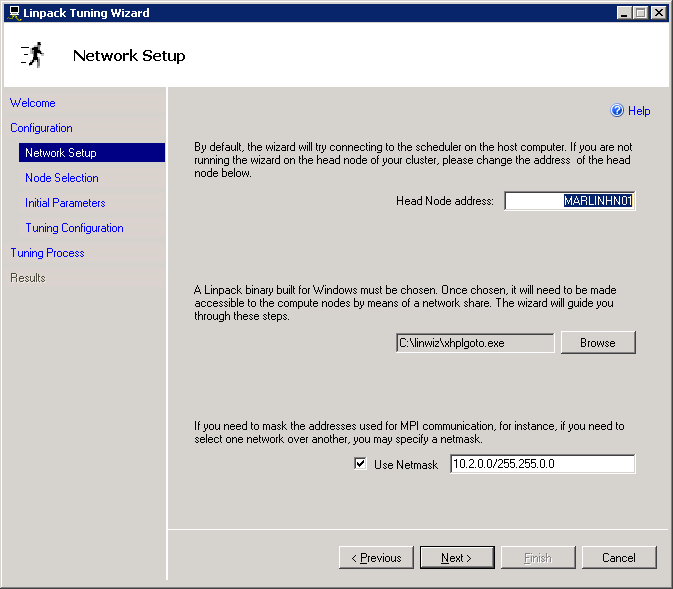 Linpack Tuning Wizard
Network Setup
Welcome
Configuration
Network Setup
Node Selection
Initial Parameters
Tuning Configuration
Tuning Process
Results
Help
By default, the wizard will try connecting to the scheduler on the host computer. If you are not
running the wizard on the head node of your cluster, please change the address of the head
node below.
Head Node address: MARLINHN01
A Linpack binary built for Windows must be chosen. Once chosen, it will need to be made
accessible to the compute nodes by means of a network share. The wizard will guide you
through these steps.
C:\linwiz\xhplgoto.exe Browse
If you need to mask the addresses used for MPI communication, for instance, if you need to
select one network over another, you may specify a netmask.
Use Netmask 10.2.0.0/255.255.0.0
< Previous Next > Finish Cancel